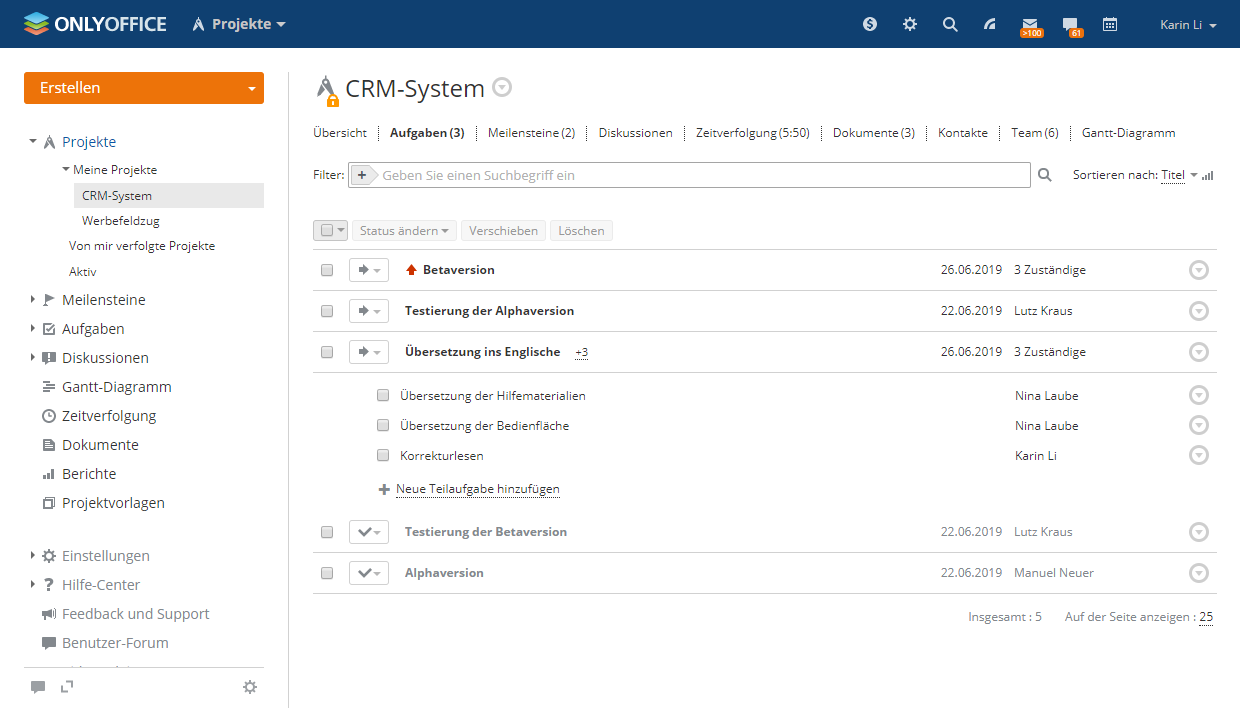 ONLYOFFICE Projekte >100 61 Karin Li
Erstellen
Projekte
Meine Projekte
CRM-System
Werbefeldzug
Von mir verfolgte Projekte
Aktiv
Meilensteine
Aufgaben
Diskussionen
Gantt-Diagramm
Zeitverfolgung
Dokumente
Berichte
Projektvorlagen
Einstellungen
Hilfe-Center
Feedback und Support
Benutzer-Forum
CRM-System
Übersicht Aufgaben (3) Meilensteine (2) Diskussionen Zeitverfolgung (5:50) Dokumente (3) Kontakte Team (6) Gantt-Diagramm
Filter: + Geben Sie einen Suchbegriff ein Sortieren nach: Titel
Status ändern Verschieben Löschen
Betaversion 26.06.2019 3 Zuständige
Testierung der Alphaversion 22.06.2019 Lutz Kraus
Übersetzung ins Englische +3 26.06.2019 3 Zuständige
Übersetzung der Hilfematerialien Nina Laube
Übersetzung der Bedienfläche Nina Laube
Korrekturlesen Karin Li
Neue Teilaufgabe hinzufügen
Testierung der Betaversion 22.06.2019 Lutz Kraus
Alphaversion 22.06.2019 Manuel Neuer
Insgesamt : 5 Auf der Seite anzeigen : 25